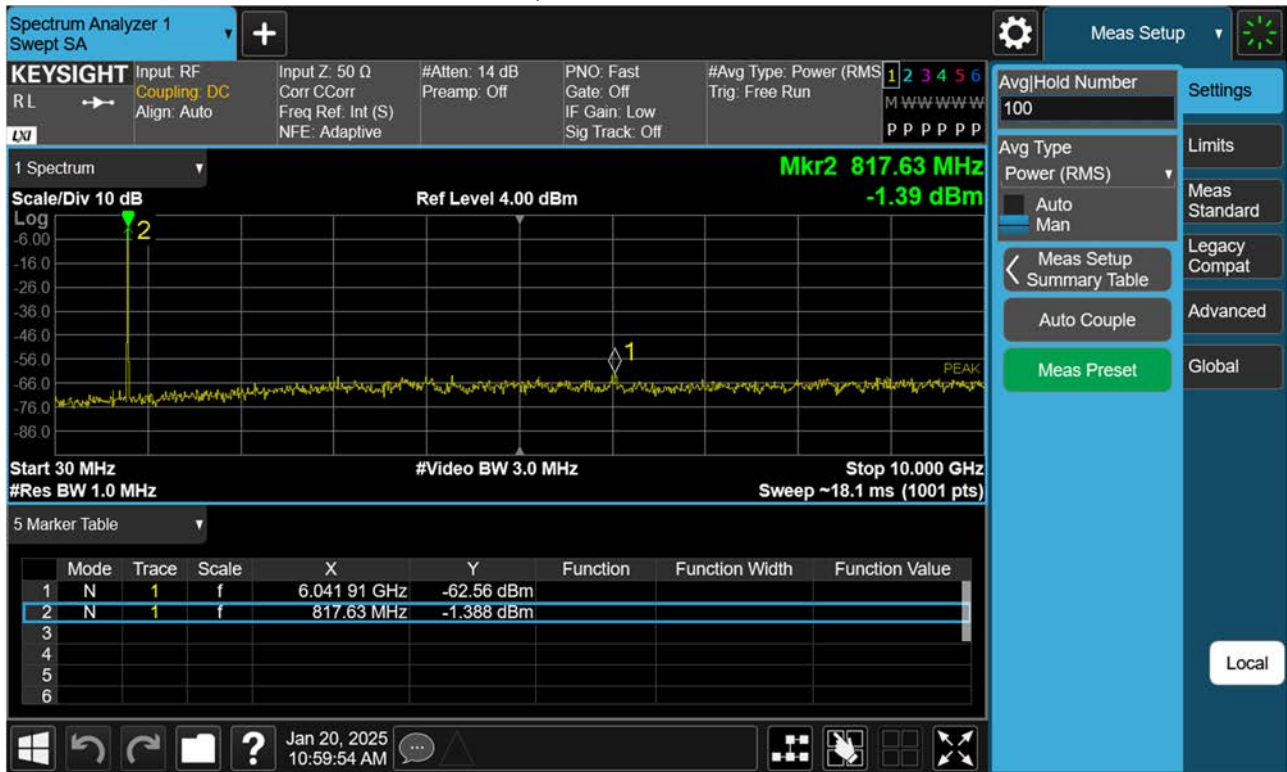 Spectrum Analyzer 1
Swept SA
+
Meas Setup
KEYSIGHT
RL
LXI
Input: RF
Coupling: DC
Align: Auto
Input Z: 50 Ω
Corr CCorr
Freq Ref: Int (S)
NFE: Adaptive
#Atten: 14 dB
Preamp: Off
PNO: Fast
Gate: Off
IF Gain: Low
Sig Track: Off
#Avg Type: Power (RMS
Trig: Free Run
1 2 3 4 5 6
M W W W W W
P P P P P P
1 Spectrum
Mkr2 817.63 MHz
Scale/Div 10 dB
Ref Level 4.00 dBm
-1.39 dBm
Log
-6.00
-16.0
-26.0
-36.0
-46.0
-56.0
-66.0
-76.0
-86.0
2
1
PEAK
Start 30 MHz
#Video BW 3.0 MHz
Stop 10.000 GHz
#Res BW 1.0 MHz
Sweep ~18.1 ms (1001 pts)
5 Marker Table
Mode Trace Scale X Y Function Function Width Function Value
1 N 1 f 6.041 91 GHz -62.56 dBm
2 N 1 f 817.63 MHz -1.388 dBm
3
4
5
6
Avg|Hold Number
100
Avg Type
Power (RMS)
Auto
Man
Meas Setup
Summary Table
Auto Couple
Meas Preset
Settings
Limits
Meas
Standard
Legacy
Compat
Advanced
Global
Local
?
Jan 20, 2025
10:59:54 AM